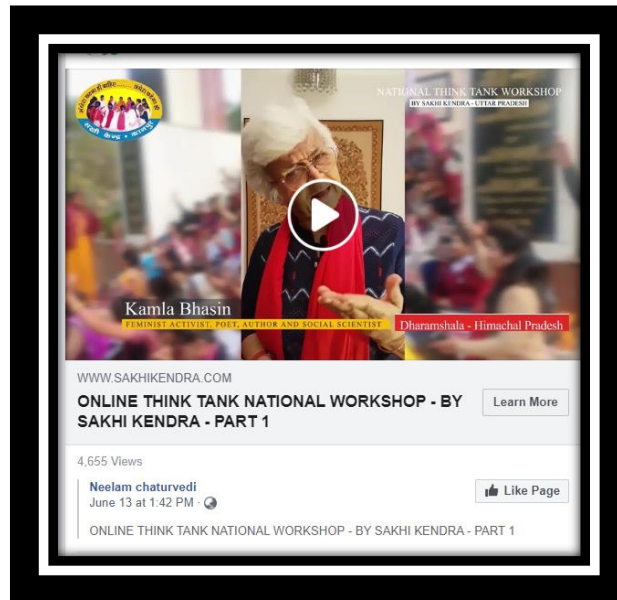 NATIONAL THINK TANK WORKSHOP
BY SAKHI KENDRA - UTTAR PRADESH
सखी केन्द्र • कानपुर
Kamla Bhasin
FEMINIST ACTIVIST, POET, AUTHOR AND SOCIAL SCIENTIST
Dharamshala - Himachal Pradesh
WWW.SAKHIKENDRA.COM
ONLINE THINK TANK NATIONAL WORKSHOP - BY
SAKHI KENDRA - PART 1
Learn More
4,655 Views
Neelam chaturvedi
June 13 at 1:42 PM ·
Like Page
ONLINE THINK TANK NATIONAL WORKSHOP - BY SAKHI KENDRA - PART 1